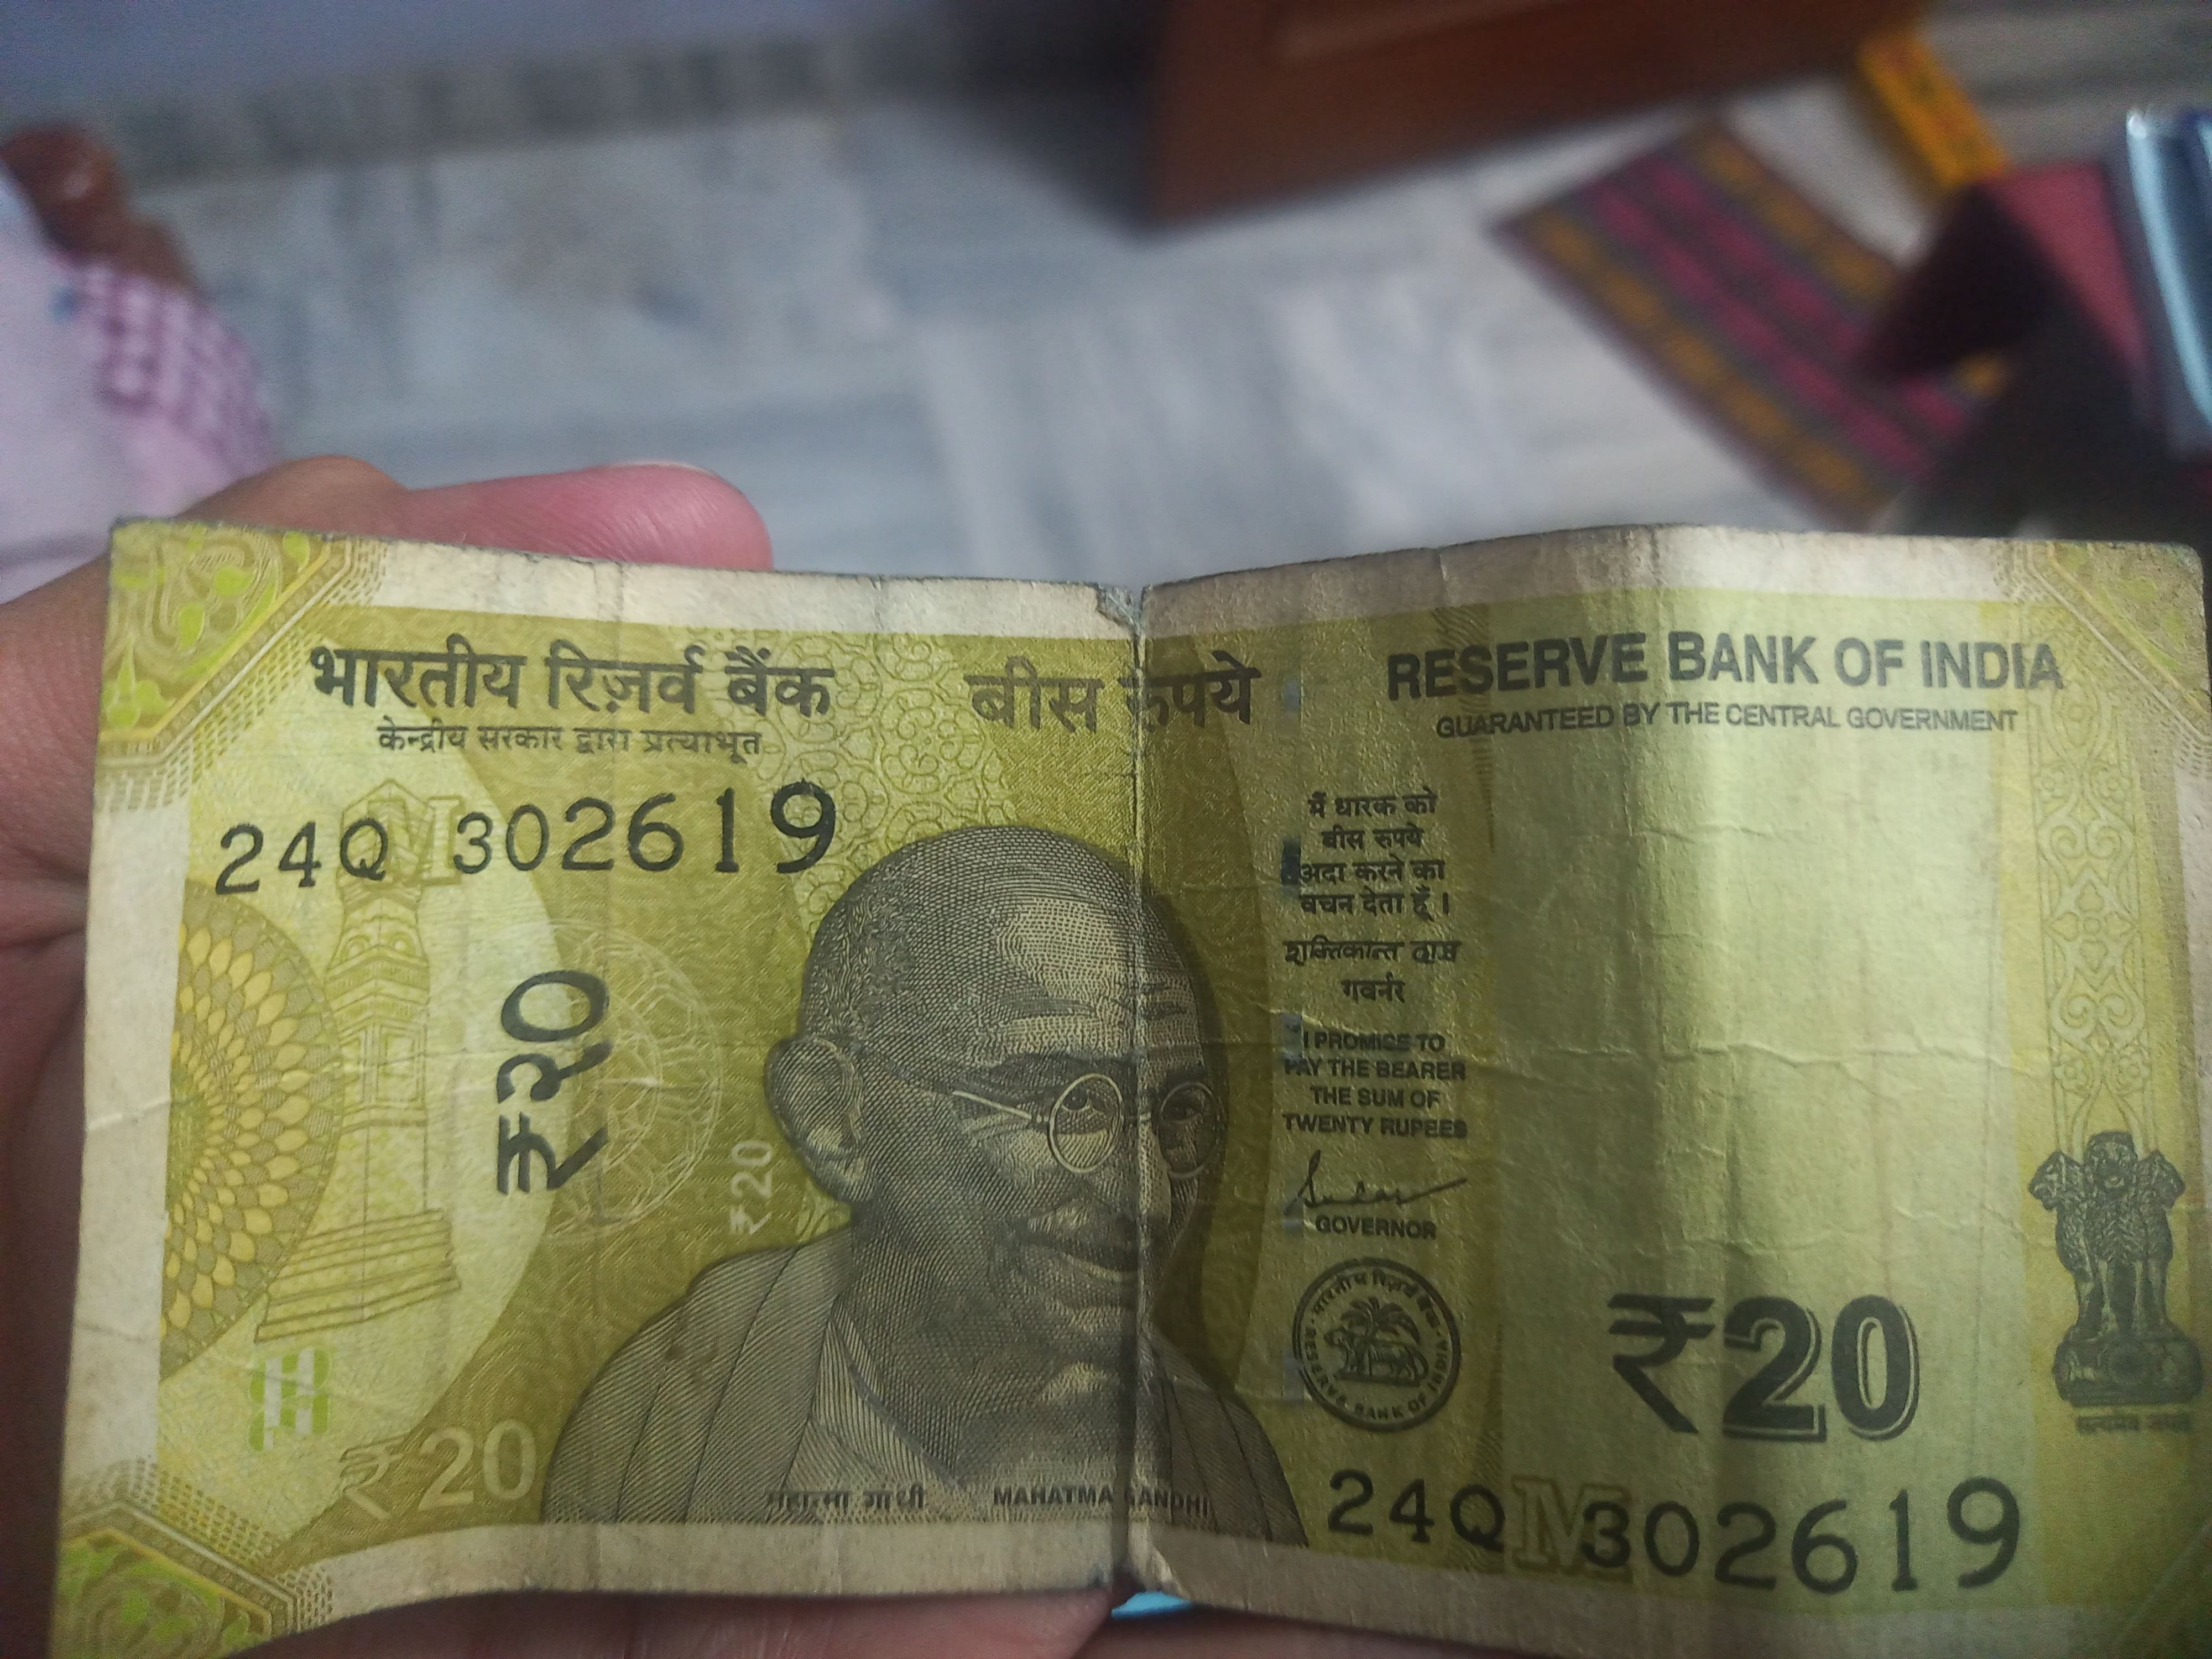 भारतीय रिज़र्व बैंक
केन्द्रीय सरकार द्वारा प्रत्याभूत
बीस रुपये
RESERVE BANK OF INDIA
GUARANTEED BY THE CENTRAL GOVERNMENT
24Q 302619
₹२०
₹20
₹20
महात्मा गांधी
MAHATMA GANDHI
मैं धारक को
बीस रुपये
अदा करने का
वचन देता हूँ।
शक्तिकान्त दास
गवर्नर
I PROMISE TO
PAY THE BEARER
THE SUM OF
TWENTY RUPEES
GOVERNOR
भारतीय रिज़र्व बैंक
RESERVE BANK OF INDIA
₹20
सत्यमेव जयते
24Q 302619